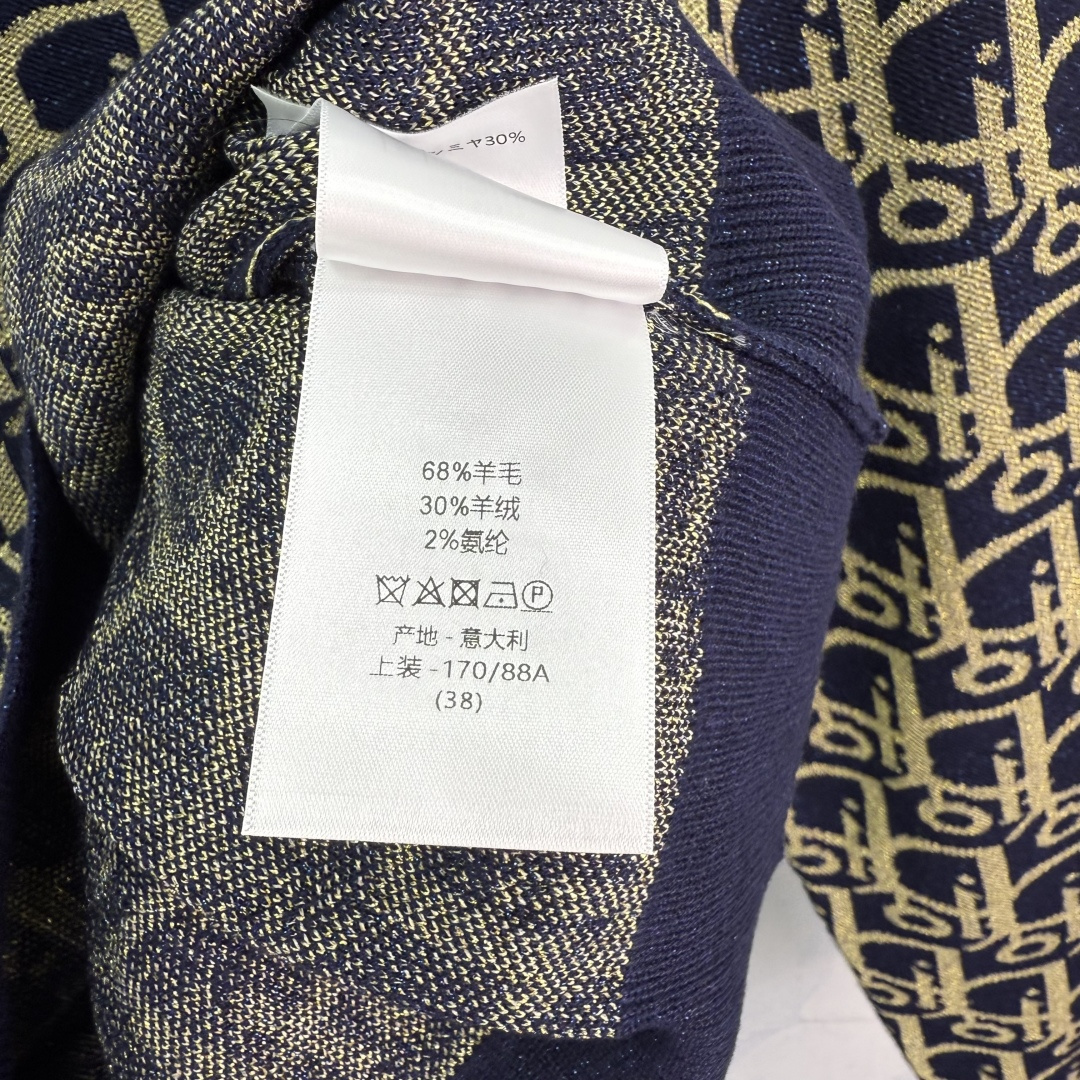 ミヤ30%
68%羊毛
30%羊绒
2%氨纶
P
产地 - 意大利
上装 -170/88A
(38)